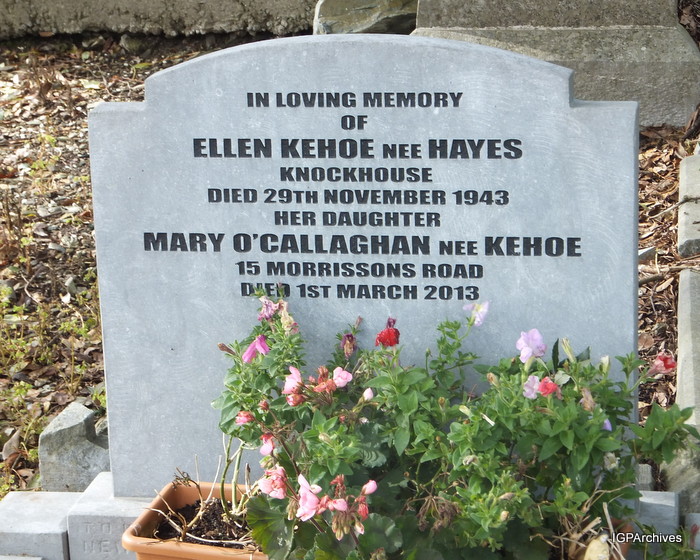 IN LOVING MEMORY
OF
ELLEN KEHOE NEE HAYES
KNOCKHOUSE
DIED 29TH NOVEMBER 1943
HER DAUGHTER
MARY O'CALLAGHAN NEE KEHOE
15 MORRISSONS ROAD
DIED 1ST MARCH 2013
IGPArchives